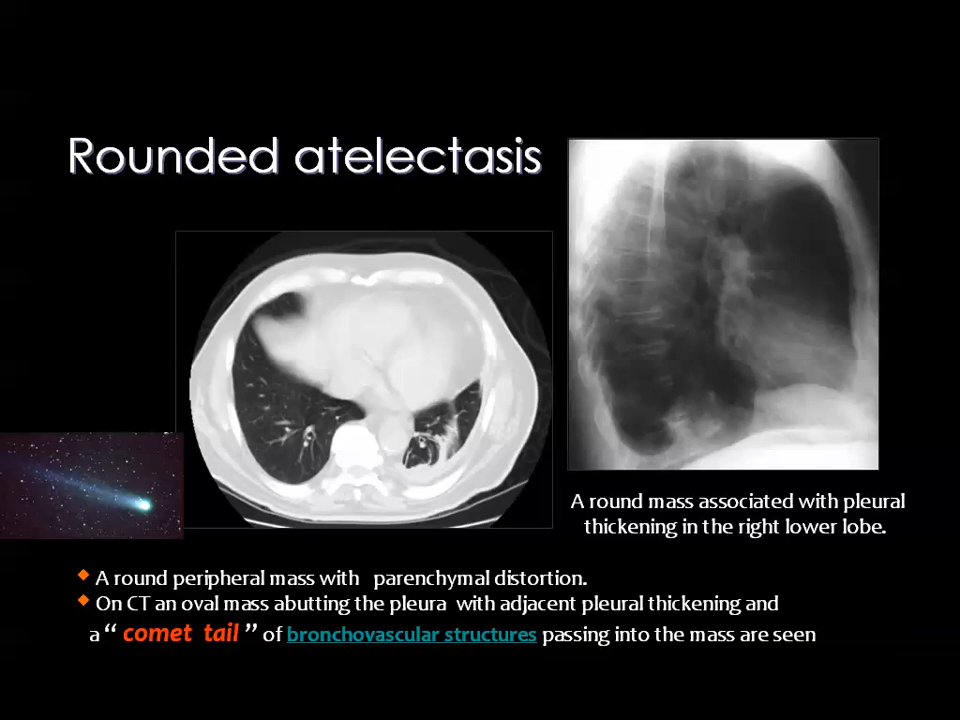 Rounded atelectasis
A round mass associated with pleural
thickening in the right lower lobe.
A round peripheral mass with parenchymal distortion.
On CT an oval mass abutting the pleura with adjacent pleural thickening and
a “ comet tail ” of bronchovascular structures passing into the mass are seen